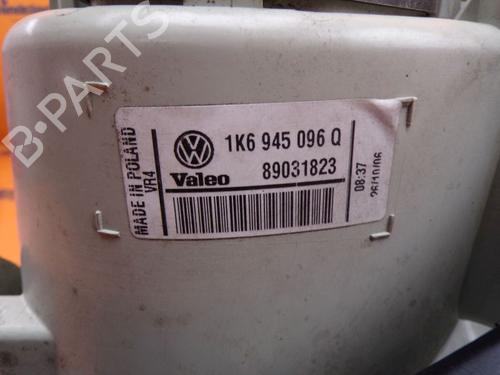 1K6 945 096 Q
Valeo
89031823
MADE IN POLAND
VR4
08:37
26/10/06
B-PARTS